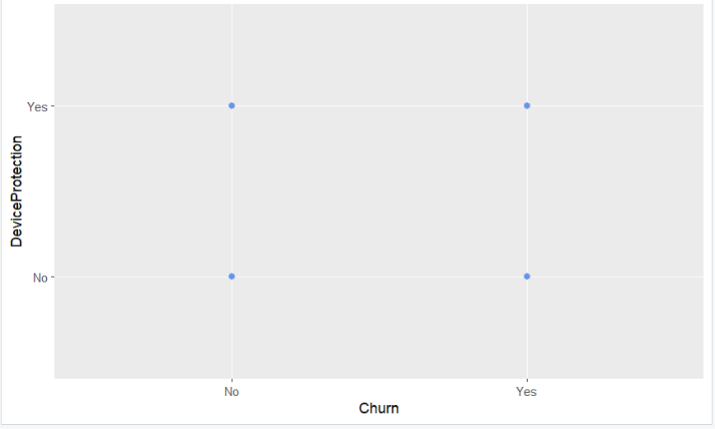 Yes
DeviceProtection
No
No
Yes
Churn